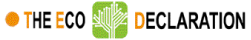 THE ECO DECLARATION